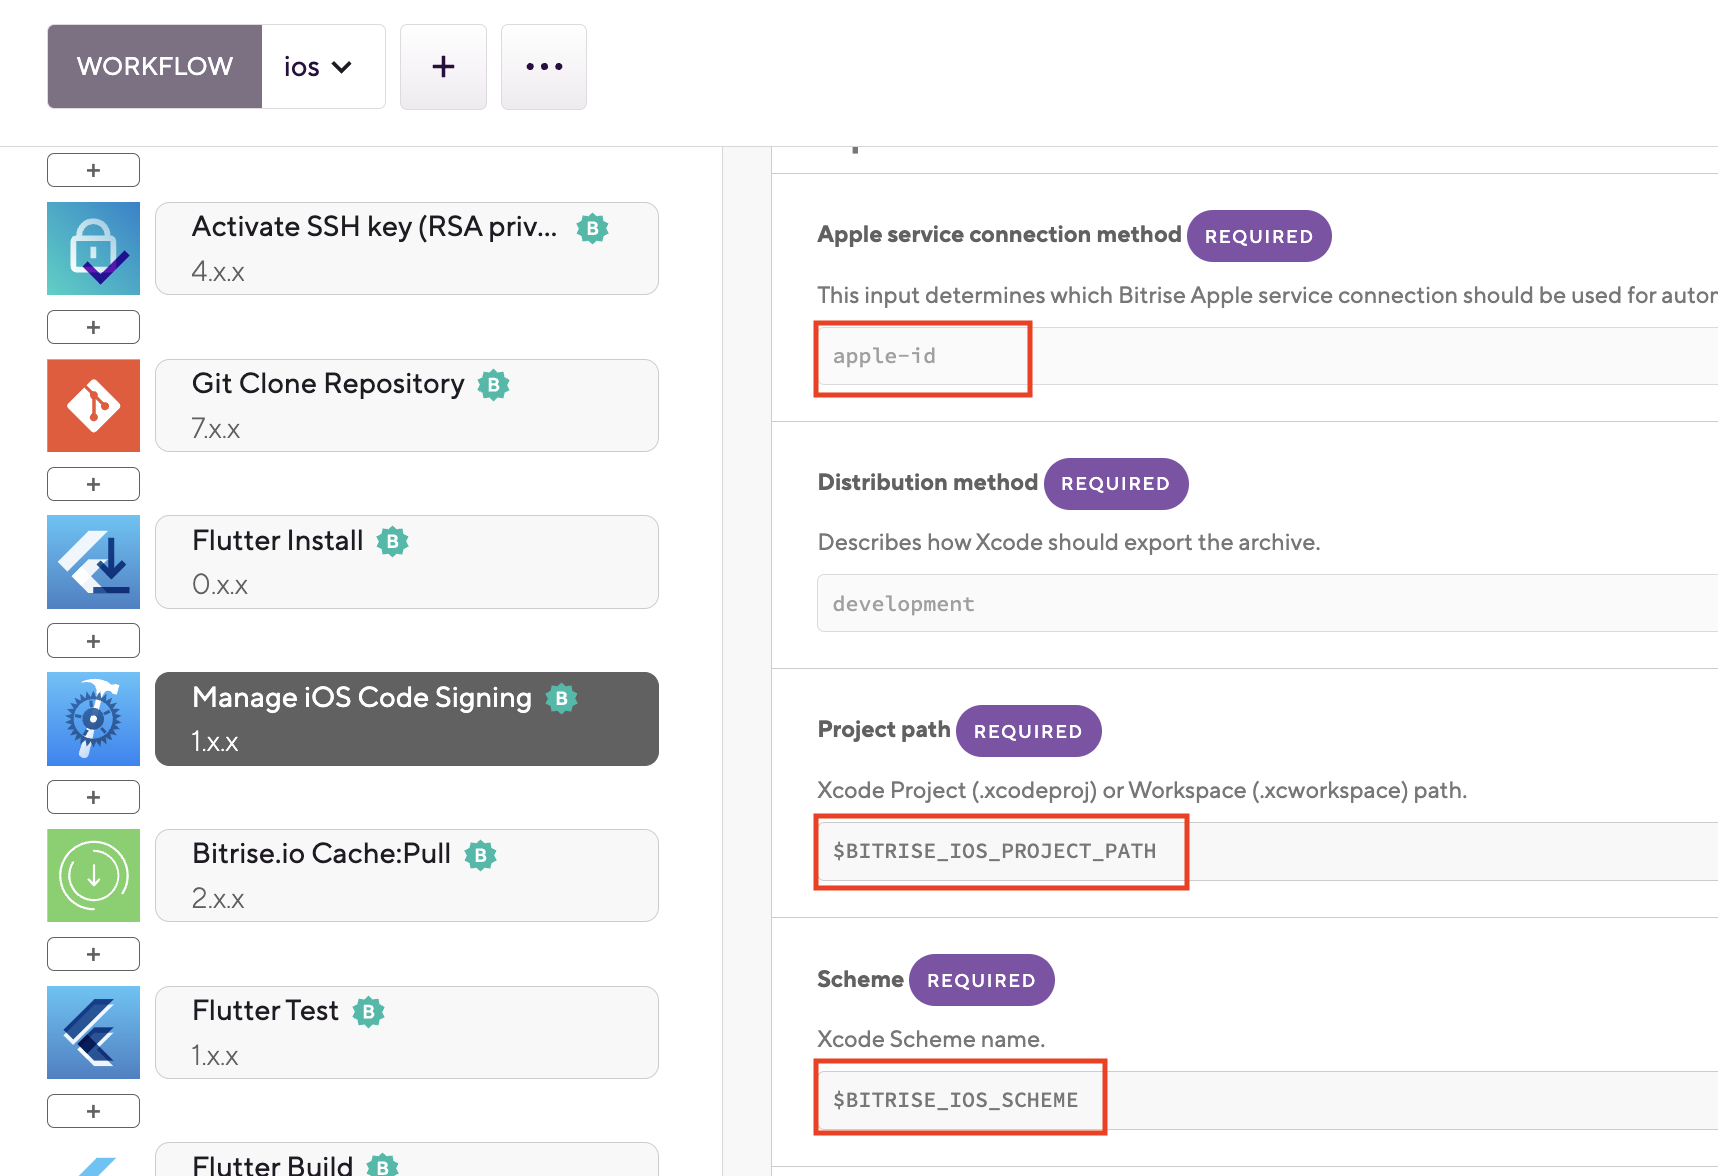 WORKFLOW
ios
+
+
Activate SSH key (RSA priv...
B
4.x.x
+
Git Clone Repository
B
7.x.x
+
Flutter Install
B
0.x.x
+
Manage iOS Code Signing
B
1.x.x
+
Bitrise.io Cache:Pull
B
2.x.x
+
Flutter Test
B
1.x.x
+
Flutter Build
B
Apple service connection method
REQUIRED
This input determines which Bitrise Apple service connection should be used for
apple-id
Distribution method
REQUIRED
Describes how Xcode should export the archive.
development
Project path
REQUIRED
Xcode Project (.xcodeproj) or Workspace (.xcworkspace) path.
$BITRISE_IOS_PROJECT_PATH
Scheme
REQUIRED
Xcode Scheme name.
$BITRISE_IOS_SCHEME